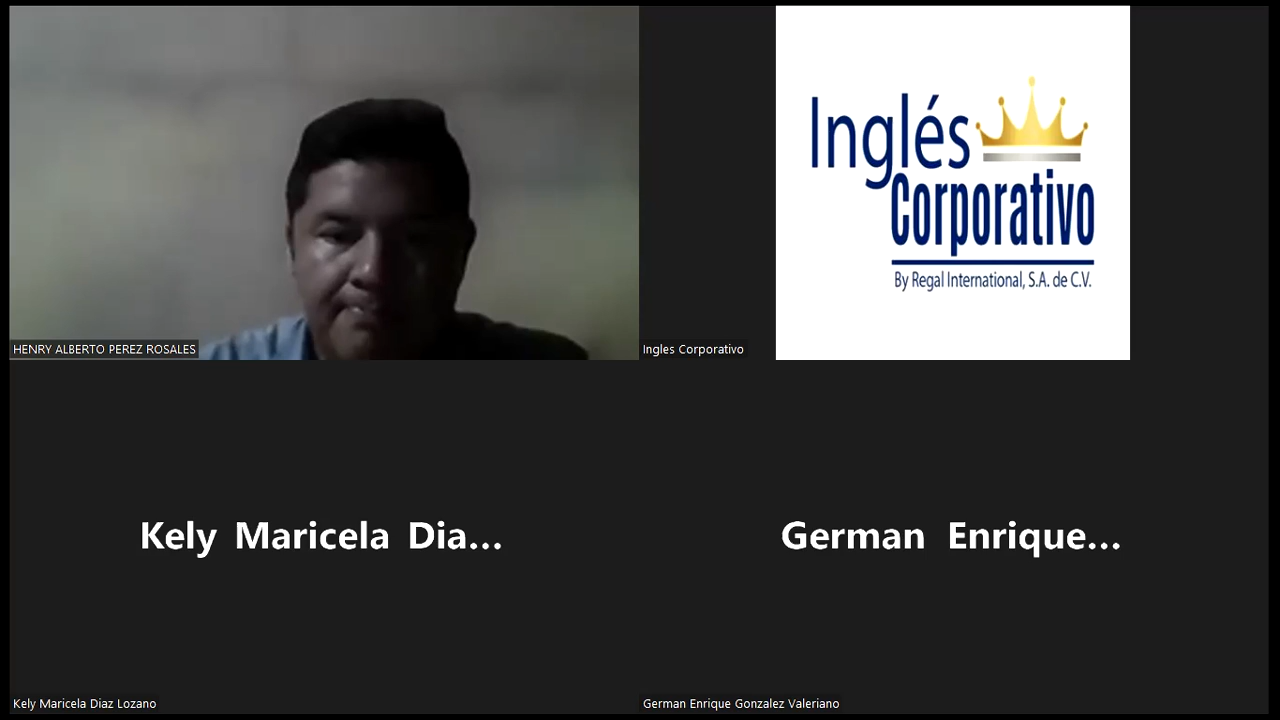 HENRY ALBERTO PEREZ ROSALES
Inglés
Corporativo
By Regal International, S.A. de C.V.
Ingles Corporativo
Kely Maricela Dia...
German Enrique...
Kely Maricela Diaz Lozano
German Enrique Gonzalez Valeriano